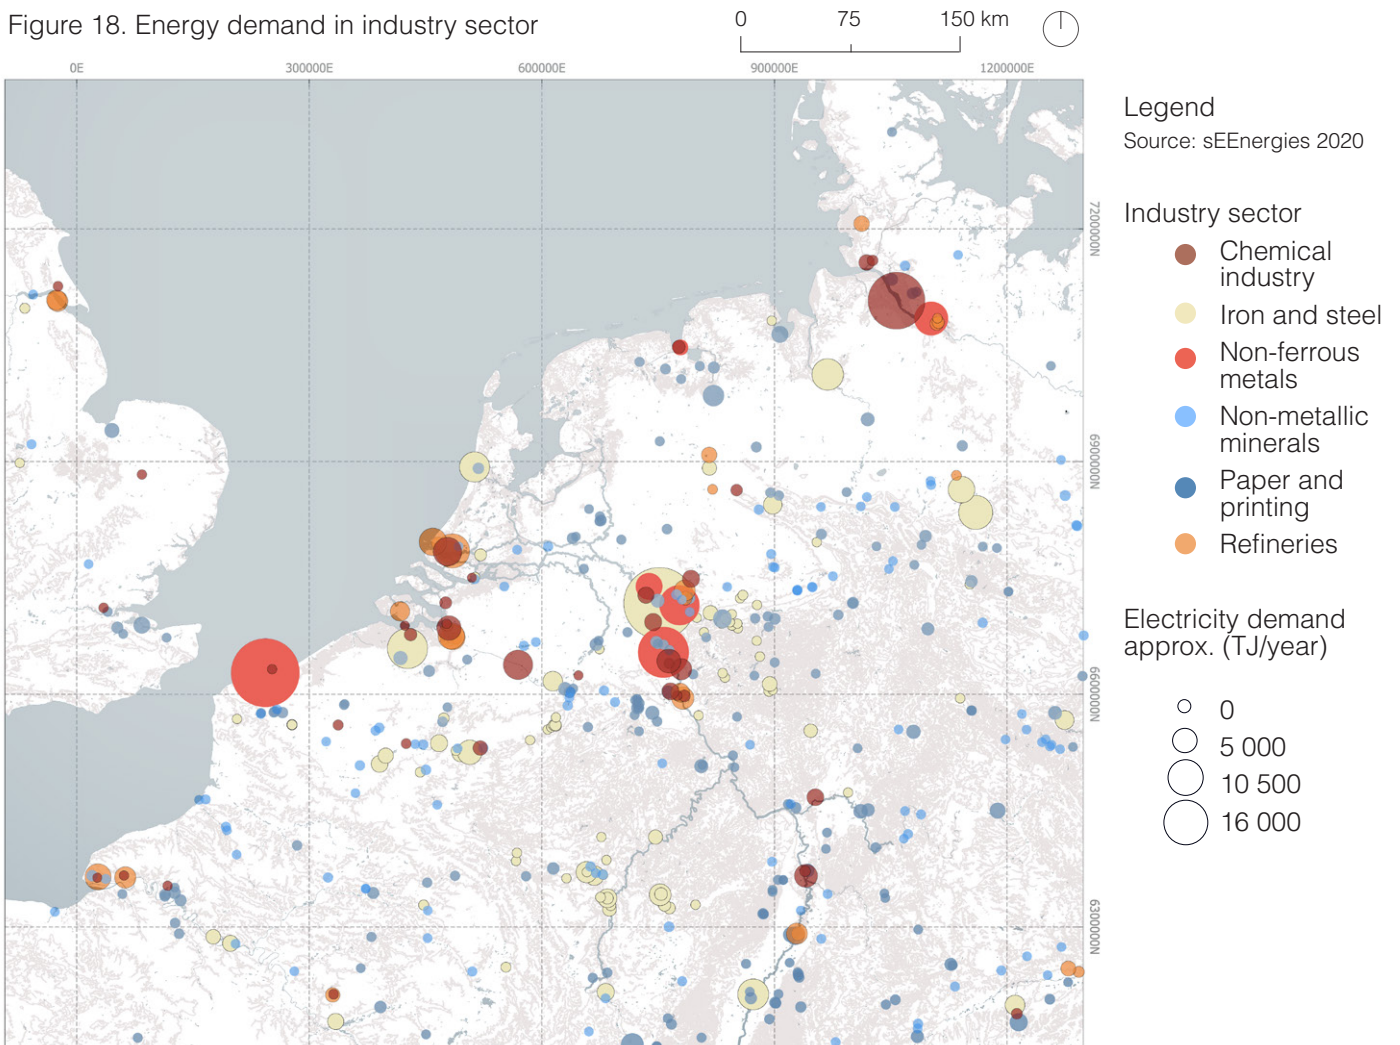 Figure 18. Energy demand in industry sector
0 75 150 km
0E 300000E 600000E 900000E 1200000E
7200000N
6900000N
6600000N
6300000N
Legend
Source: sEEnergies 2020
Industry sector
Chemical
industry
Iron and steel
Non-ferrous
metals
Non-metallic
minerals
Paper and
printing
Refineries
Electricity demand
approx. (TJ/year)
0
5 000
10 500
16 000